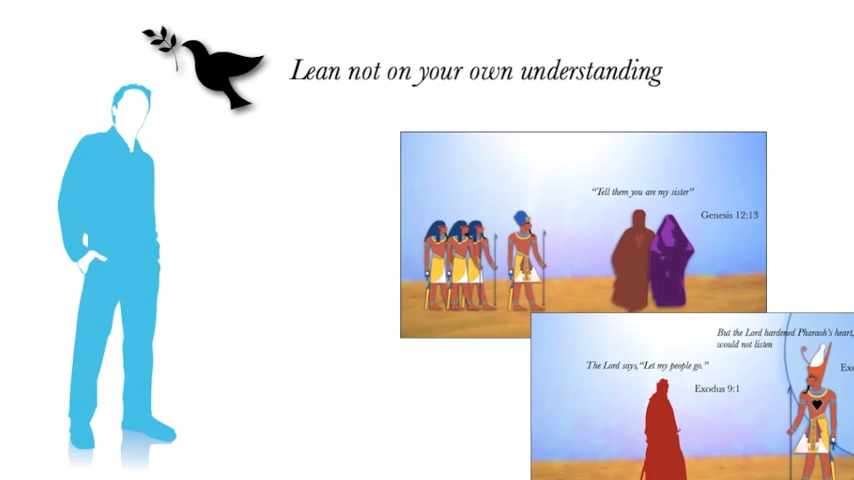 Lean not on your own understanding
“Tell them you are my sister”
Genesis 12:13
But the Lord hardened Pharaoh's heart,
would not listen
The Lord says,“Let my people go.”
Exodus 9:1